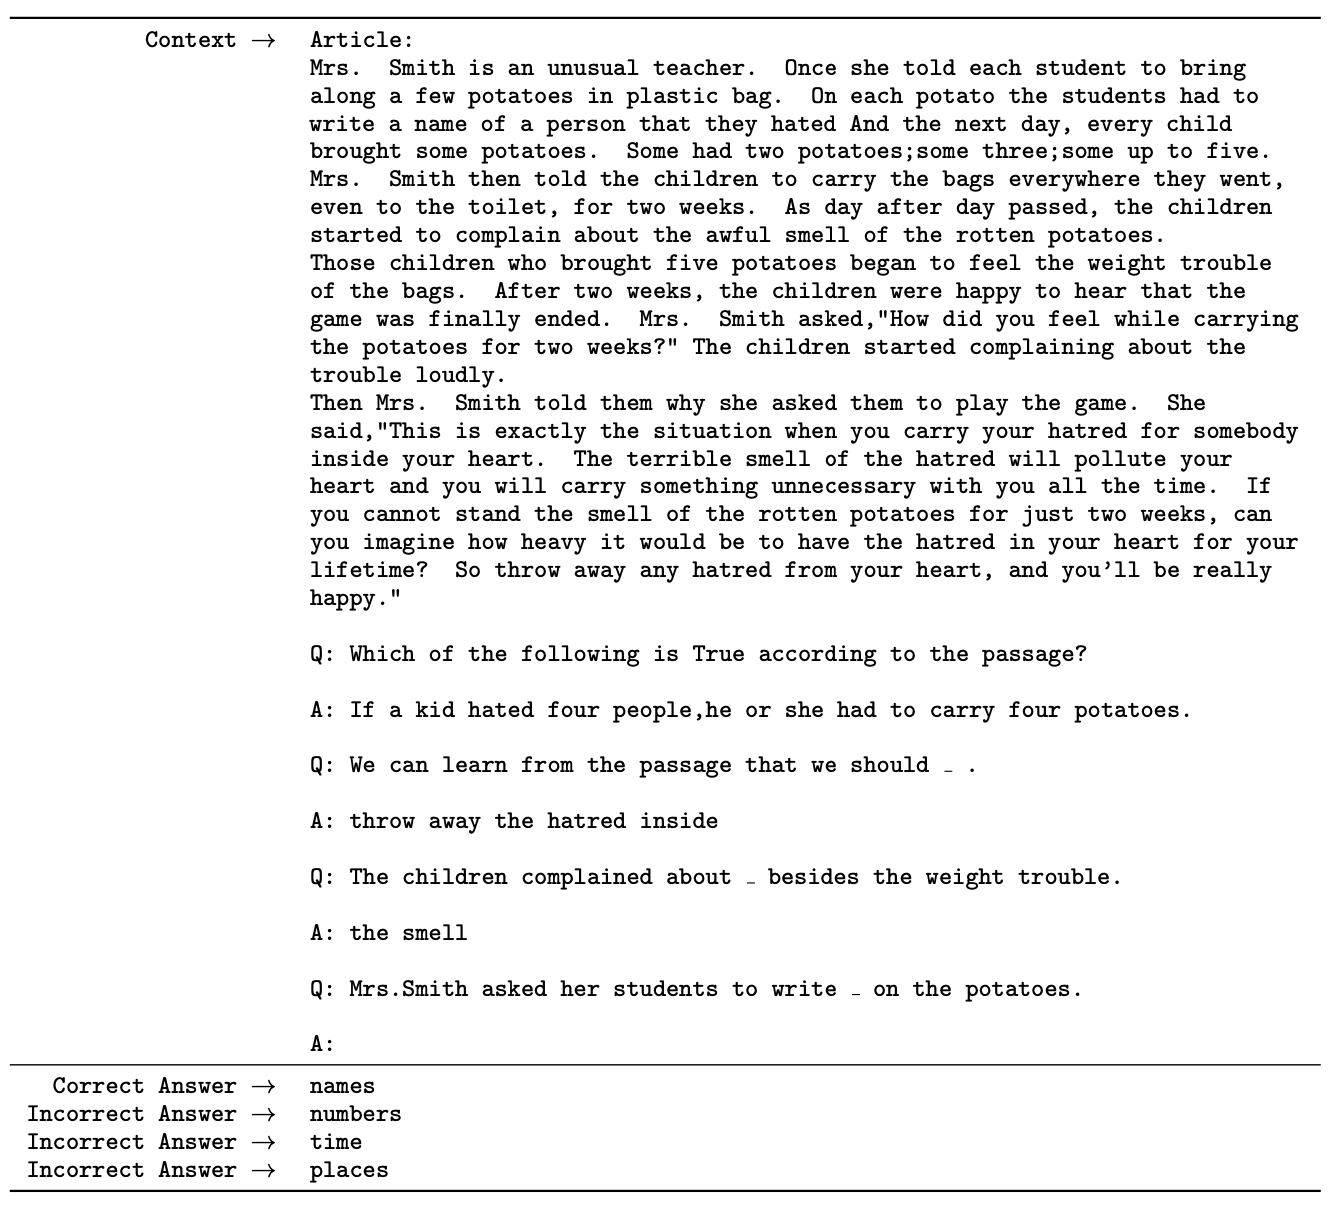 Context → Article:
Mrs.  Smith is an unusual teacher.  Once she told each student to bring
along a few potatoes in plastic bag.  On each potato the students had to
write a name of a person that they hated And the next day, every child
brought some potatoes.  Some had two potatoes;some three;some up to five.
Mrs.  Smith then told the children to carry the bags everywhere they went,
even to the toilet, for two weeks.  As day after day passed, the children
started to complain about the awful smell of the rotten potatoes.
Those children who brought five potatoes began to feel the weight trouble
of the bags.  After two weeks, the children were happy to hear that the
game was finally ended.  Mrs.  Smith asked,"How did you feel while carrying
the potatoes for two weeks?" The children started complaining about the
trouble loudly.
Then Mrs.  Smith told them why she asked them to play the game.  She
said,"This is exactly the situation when you carry your hatred for somebody
inside your heart.  The terrible smell of the hatred will pollute your
heart and you will carry something unnecessary with you all the time.  If
you cannot stand the smell of the rotten potatoes for just two weeks, can
you imagine how heavy it would be to have the hatred in your heart for your
lifetime?  So throw away any hatred from your heart, and you'll be really
happy."
Q: Which of the following is True according to the passage?
A: If a kid hated four people,he or she had to carry four potatoes.
Q: We can learn from the passage that we should _ .
A: throw away the hatred inside
Q: The children complained about _ besides the weight trouble.
A: the smell
Q: Mrs.Smith asked her students to write _ on the potatoes.
A:
Correct Answer → names
Incorrect Answer → numbers
Incorrect Answer → time
Incorrect Answer → places